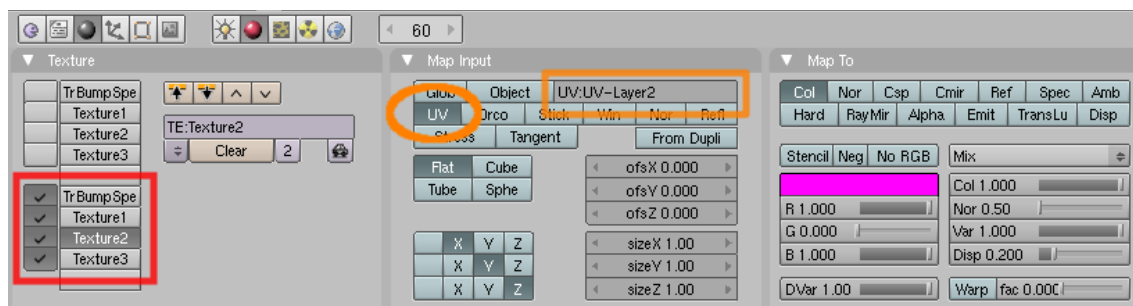 60
Texture
Map Input
Map To
TrBumpSpe
Texture1
Texture2
Texture3
TE:Texture2
Clear 2
TrBumpSpe
Texture1
Texture2
Texture3
Glob Object UV:UV-Layer2
UV Orco Stick Win Nor Refl
Stress Tangent From Dupli
Flat Cube
Tube Sphe
ofsX 0.000
ofsY 0.000
ofsZ 0.000
X Y Z
X Y Z
X Y Z
sizeX 1.00
sizeY 1.00
sizeZ 1.00
Col Nor Csp Cmir Ref Spec Amb
Hard RayMir Alpha Emit TransLu Disp
Stencil Neg No RGB
Mix
R 1.000
G 0.000
B 1.000
Col 1.000
Nor 0.50
Var 1.000
Disp 0.200
DVar 1.00
Warp fac 0.000